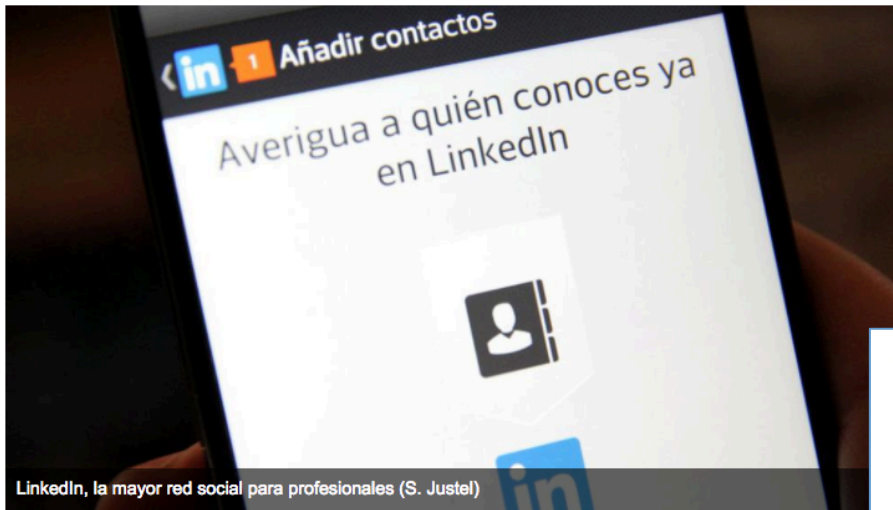 in 1 Añadir contactos
Averigua a quién conoces ya
en LinkedIn
in
LinkedIn, la mayor red social para profesionales (S. Justel)